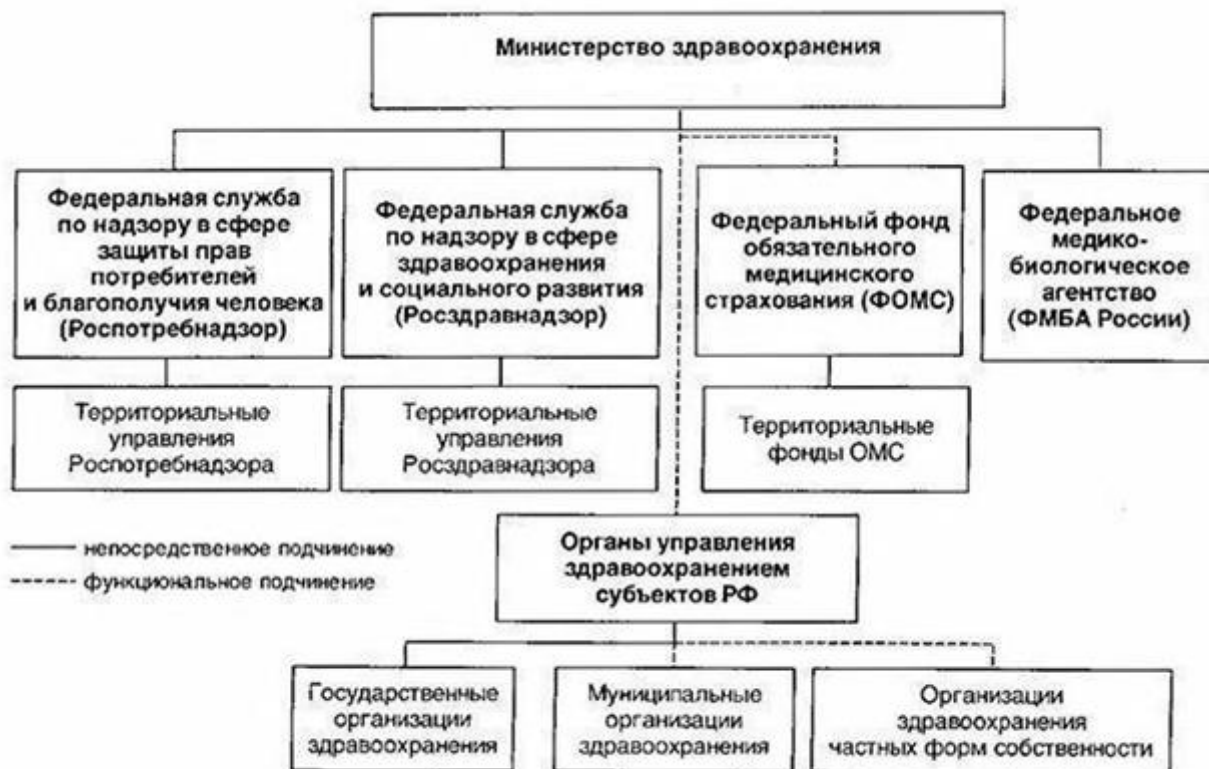 Министерство здравоохранения
Федеральная служба
по надзору в сфере
защиты прав
потребителей
и благополучия человека
(Роспотребнадзор)
Федеральная служба
по надзору в сфере
здравоохранения
и социального развития
(Росздравнадзор)
Федеральный фонд
обязательного
медицинского
страхования (ФОМС)
Федеральное
медико-
биологическое
агентство
(ФМБА России)
Территориальные
управления
Роспотребнадзора
Территориальные
управления
Росздравнадзора
Территориальные
фонды ОМС
непосредственное подчинение
функциональное подчинение
Органы управления
здравоохранением
субъектов РФ
Государственные
организации
здравоохранения
Муниципальные
организации
здравоохранения
Организации
здравоохранения
частных форм собственности